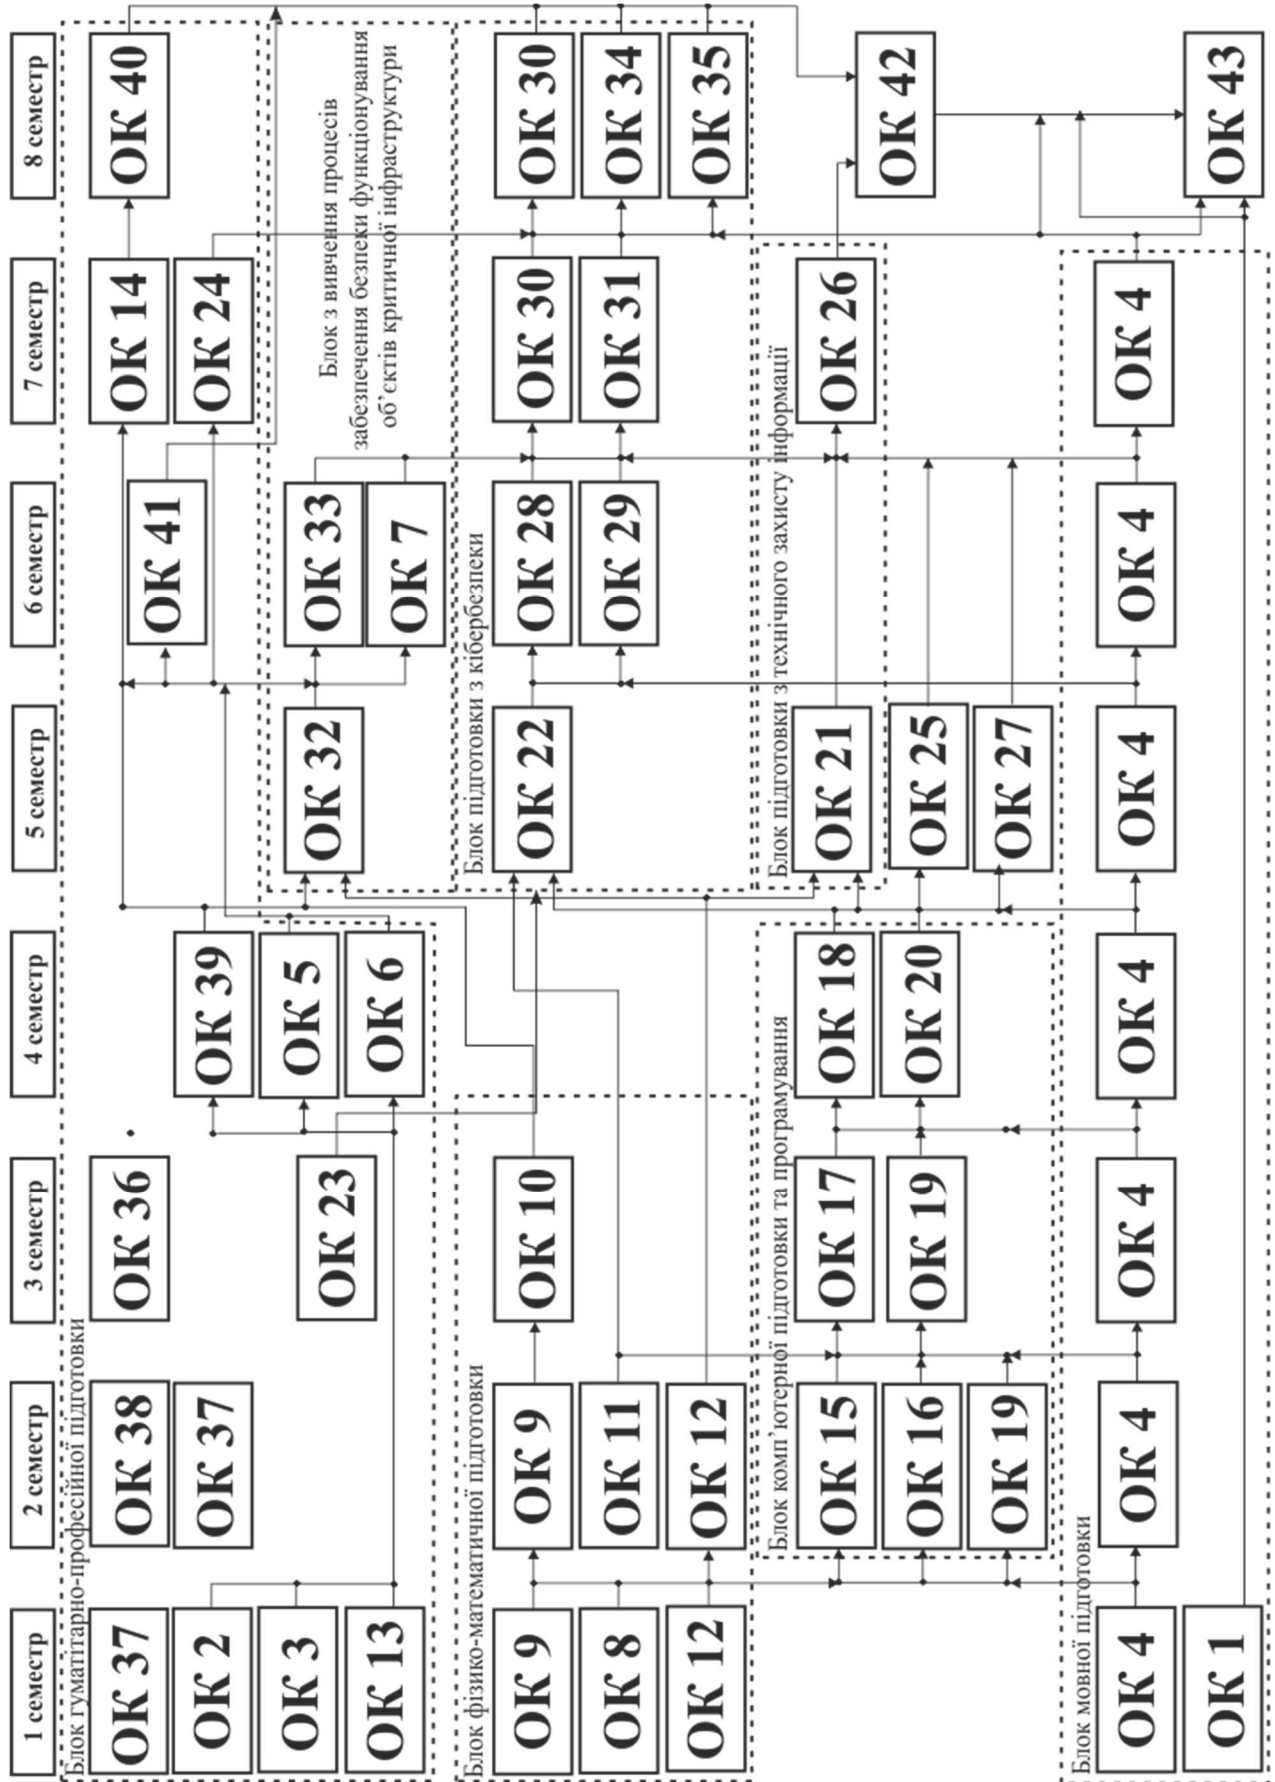 1 семестр
2 семестр
3 семестр
4 семестр
5 семестр
6 семестр
7 семестр
8 семестр
Блок гуматітарно-професійної підготовки
ОК 37
ОК 38
ОК 36
ОК 14
ОК 40
ОК 41
ОК 2
ОК 37
ОК 39
ОК 24
ОК 3
ОК 5
ОК 13
ОК 23
ОК 6
Блок з вивчення процесів
забезпечення безпеки функціонування
об’єктів критичної інфраструктури
ОК 32
ОК 33
ОК 7
Блок фізико-математичної підготовки
ОК 9
ОК 9
ОК 10
ОК 8
ОК 11
ОК 12
ОК 12
Блок підготовки з кібербезпеки
ОК 22
ОК 28
ОК 30
ОК 30
ОК 29
ОК 31
ОК 34
ОК 35
Блок комп’ютерної підготовки та програмування
ОК 15
ОК 17
ОК 18
ОК 16
ОК 19
ОК 20
ОК 19
Блок підготовки з технічного захисту інформації
ОК 21
ОК 26
ОК 25
ОК 27
ОК 42
Блок мовної підготовки
ОК 4
ОК 4
ОК 4
ОК 4
ОК 4
ОК 4
ОК 4
ОК 1
ОК 43